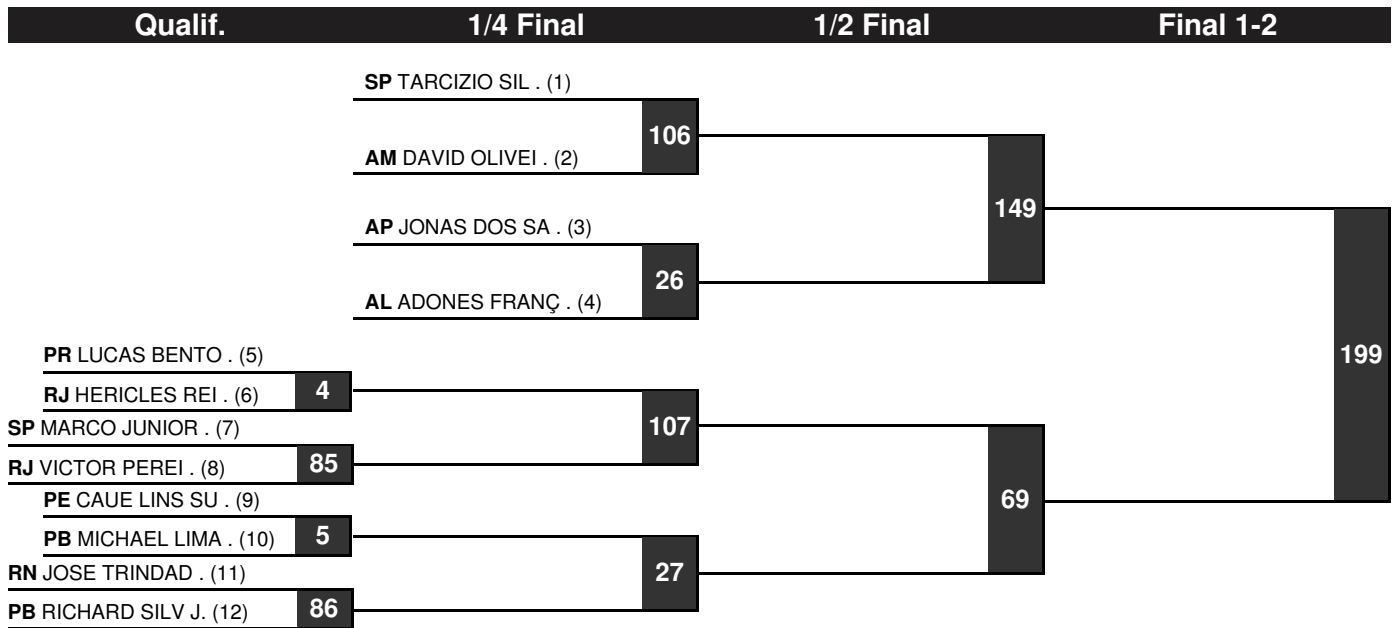 Qualif. 1/4 Final 1/2 Final Final 1-2
SP TARCIZIO SIL . (1)
106
AM DAVID OLIVEI . (2)
149
AP JONAS DOS SA . (3)
26
AL ADONES FRANÇ . (4)
199
PR LUCAS BENTO . (5)
4
RJ HERICLES REI . (6)
107
SP MARCO JUNIOR . (7)
85
RJ VICTOR PEREI . (8)
69
PE CAUE LINS SU . (9)
5
PB MICHAEL LIMA . (10)
27
RN JOSE TRINDAD . (11)
86
PB RICHARD SILV J. (12)